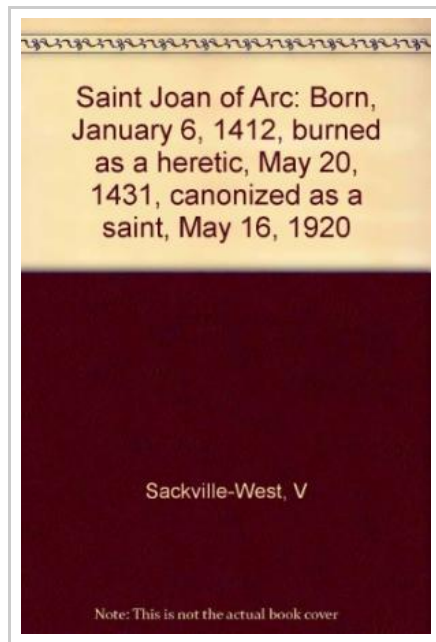 Saint Joan of Arc: Born,
January 6, 1412, burned
as a heretic, May 20,
1431, canonized as a
saint, May 16, 1920
Sackville-West, V
Note: This is not the actual book cover